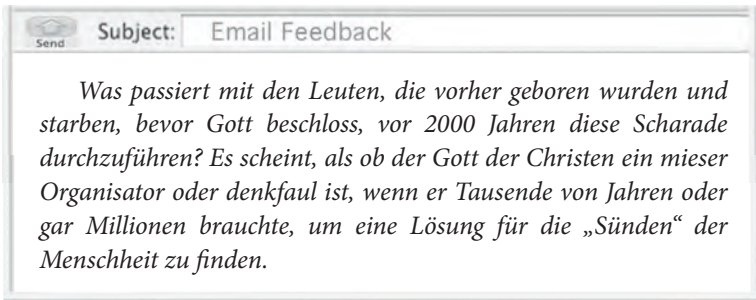 Send Subject: Email Feedback
Was passiert mit den Leuten, die vorher geboren wurden und
starben, bevor Gott beschloss, vor 2000 Jahren diese Scharade
durchzuführen? Es scheint, als ob der Gott der Christen ein mieser
Organisator oder denkfaul ist, wenn er Tausende von Jahren oder
gar Millionen brauchte, um eine Lösung für die „Sünden“ der
Menschheit zu finden.